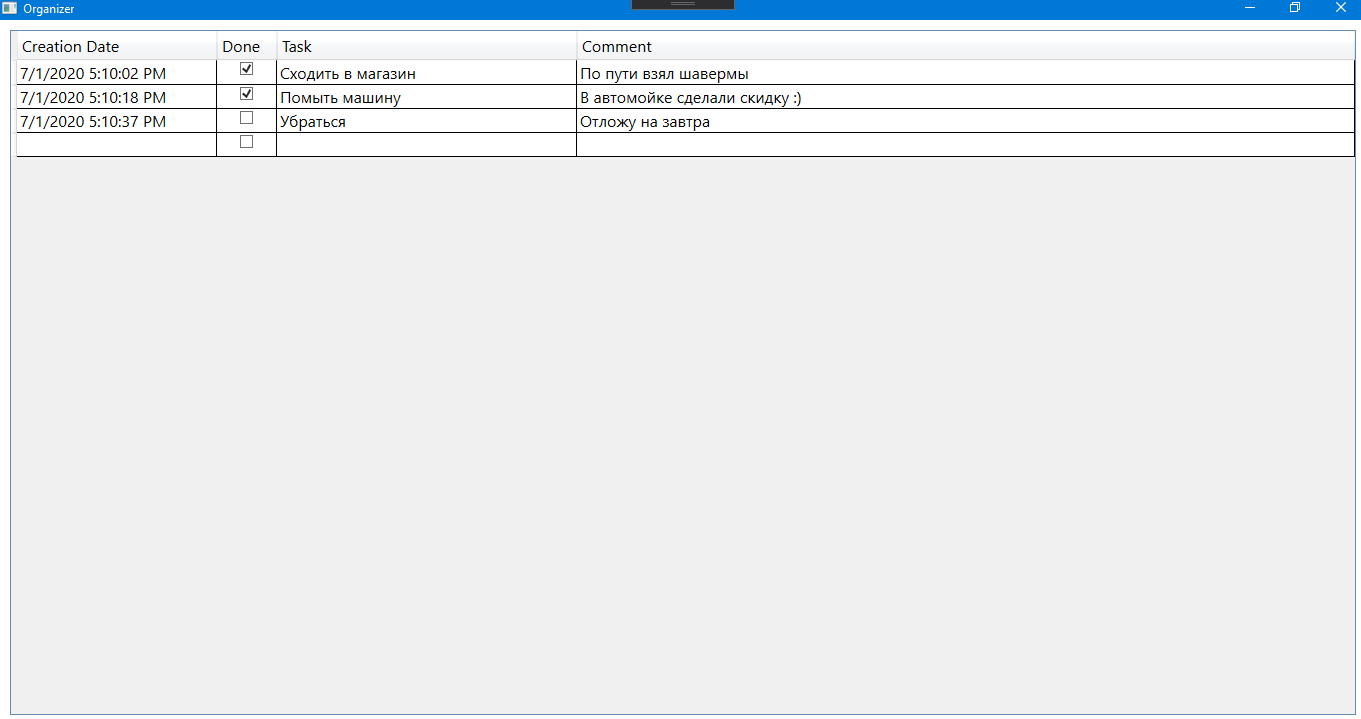 Organizer
Creation Date Done Task Comment
7/1/2020 5:10:02 PM Сходить в магазин По пути взял шавермы
7/1/2020 5:10:18 PM Помыть машину В автомойке сделали скидку :)
7/1/2020 5:10:37 PM Убраться Отложу на завтра